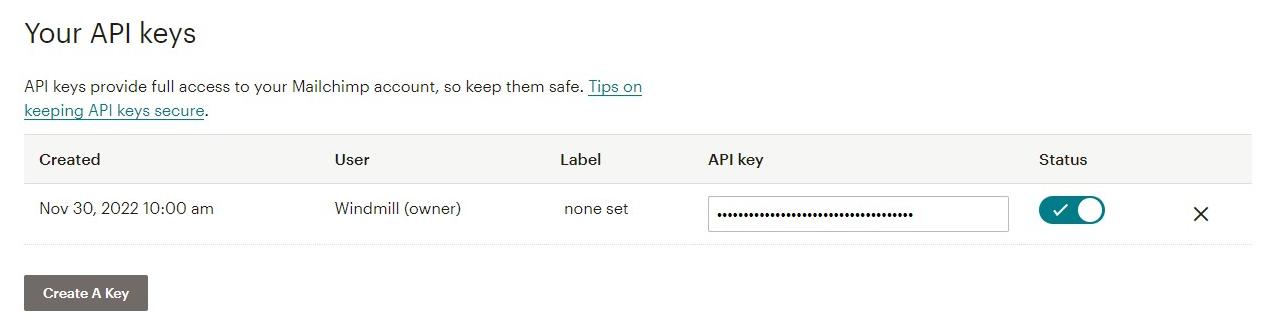 Your API keys
API keys provide full access to your Mailchimp account, so keep them safe. Tips on
keeping API keys secure.
Created User Label API key Status
Nov 30, 2022 10:00 am Windmill (owner) none set •••••••••••••••••••••••••••••••••••••
Create A Key